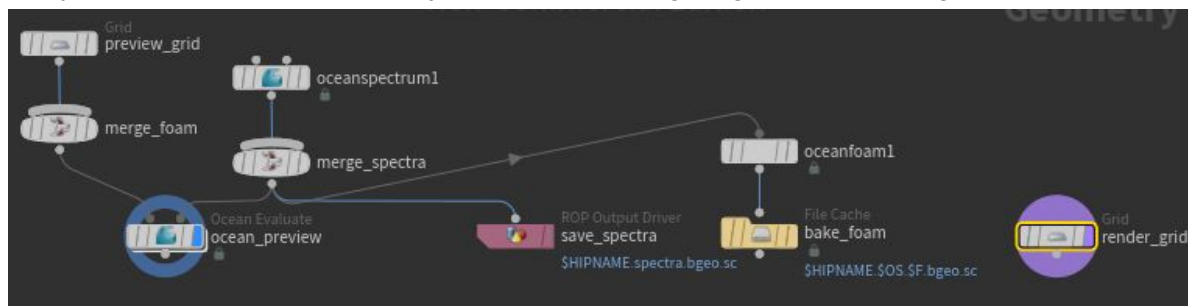 Geometry
Grid
preview_grid
oceanspectrum1
merge_foam
merge_spectra
oceanfoam1
Ocean Evaluate
ocean_preview
ROP Output Driver
save_spectra
$HIPNAME.spectra.bgeo.sc
File Cache
bake_foam
$HIPNAME.$OS.$F.bgeo.sc
Grid
render_grid